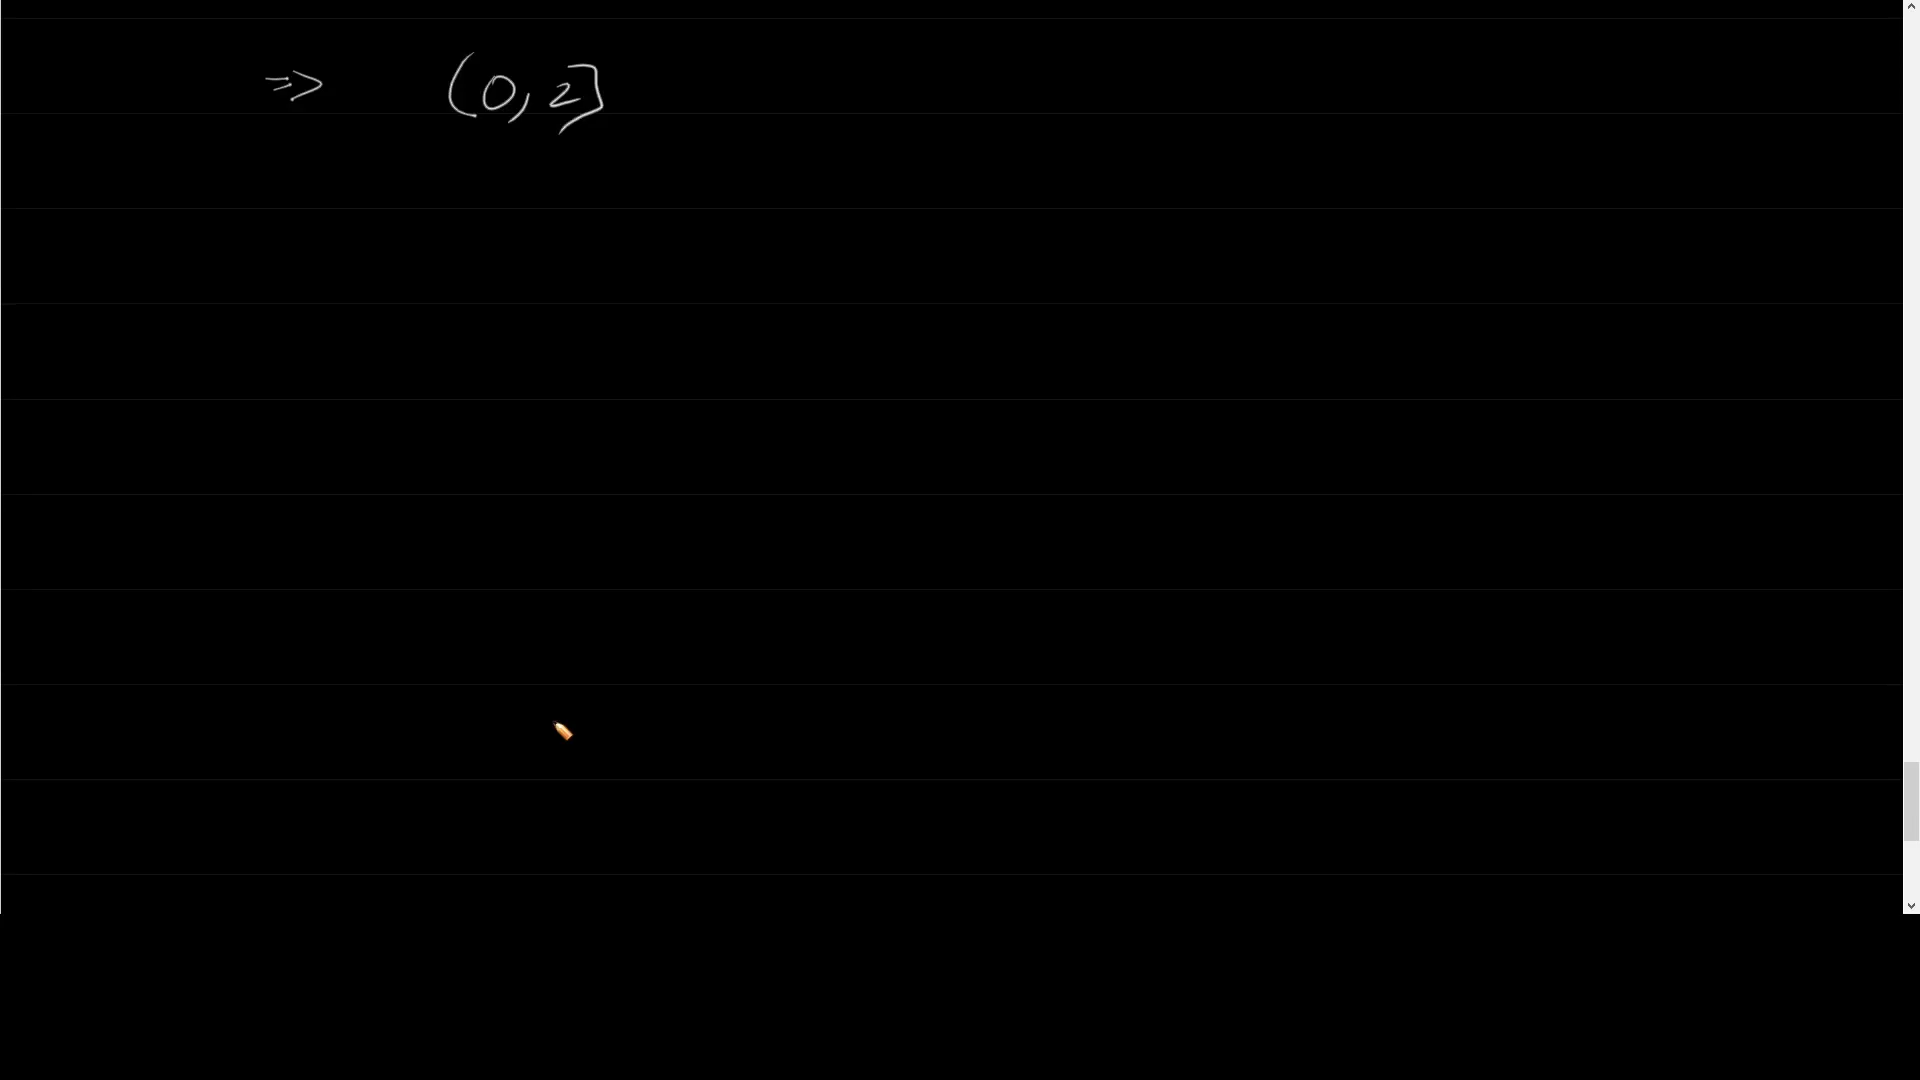 ⇒ (0, 2]